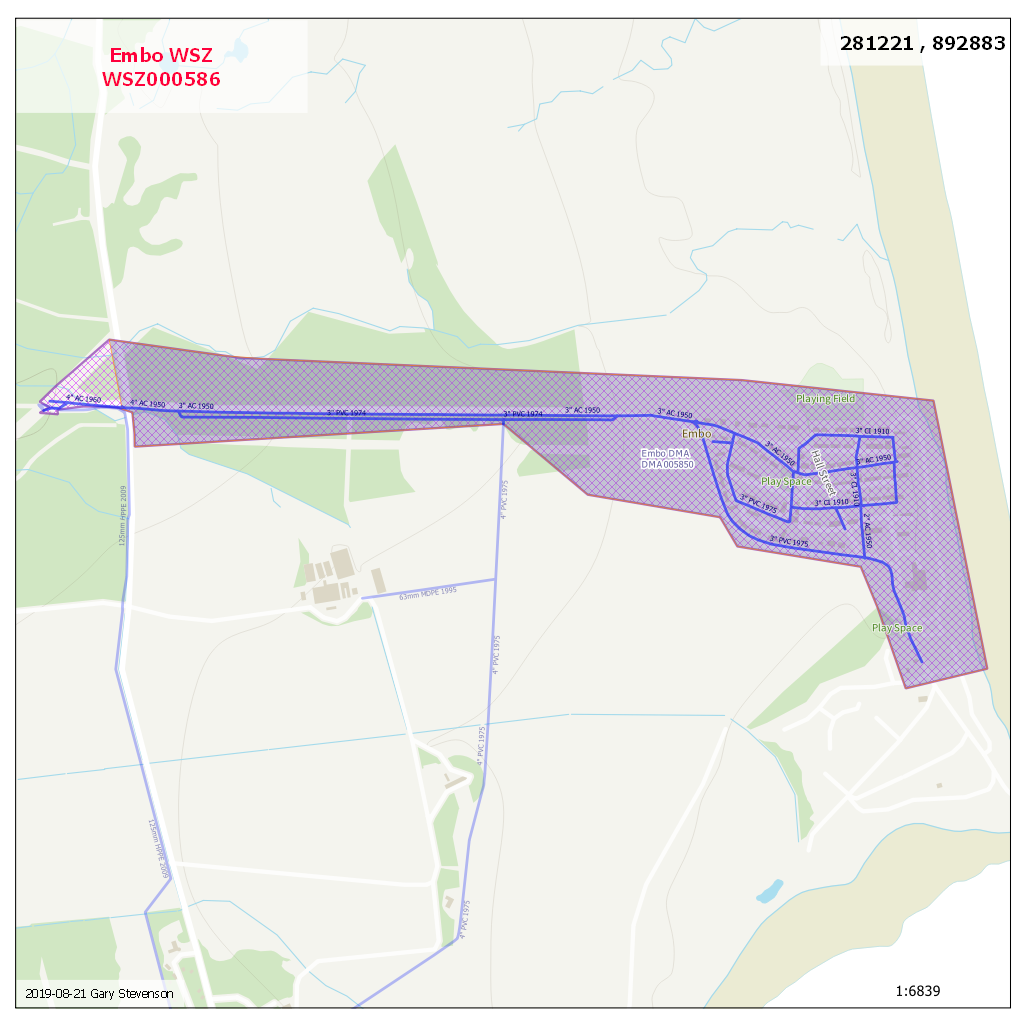 Embo WSZ
WSZ000586
281221 , 892883
4" AC 1960
4" AC 1950
3" AC 1950
3" PVC 1974
3" PVC 1974
3" AC 1950
3" AC 1950
Playing Field
Embo
Embo DMA
DMA005850
3" AC 1950
3" CI 1910
Hall Street
3" AC 1950
3" CI 1910
Play Space
3" PVC 1975
3" CI 1910
2" AC 1950
3" PVC 1975
125mm HPPE 2009
4" PVC 1975
63mm MDPE 1995
Play Space
4" PVC 1975
4" PVC 1975
125mm HPPE 2009
4" PVC 1975
2019-08-21 Gary Stevenson
1:6839